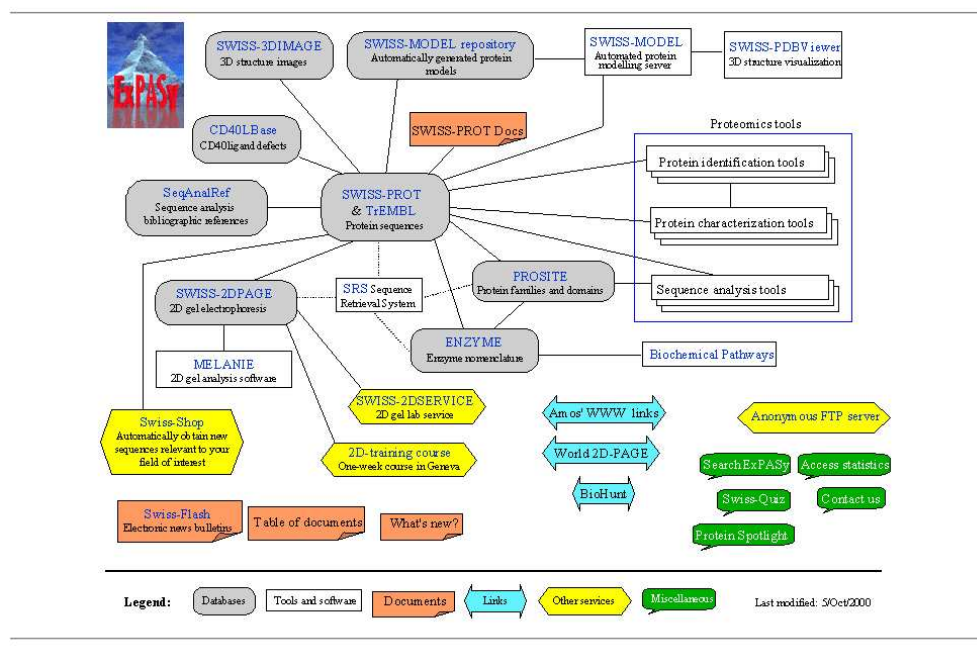 ExPASy
SWISS-3DIMAGE
3D structure images
SWISS-MODEL repository
Automatically generated protein
models
SWISS-MODEL
Automated protein
modelling server
SWISS-PDBViewer
3D structure visualization
CD40LBase
CD40ligand defects
SWISS-PROT Docs
Proteomics tools
Protein identification tools
SeqAnalRef
Sequence analysis
bibliographic references
SWISS-PROT
& TrEMBL
Protein sequences
Protein characterization tools
SWISS-2DPAGE
2D gel electrophoresis
SRS Sequence
Retrieval System
PROSITE
Protein families and domains
Sequence analysis tools
ENZYME
Enzyme nomenclature
Biochemical Pathways
MELANIE
2D gel analysis software
SWISS-2DSERVICE
2D gel lab service
Swiss-Shop
Automatically obtain new
sequences relevant to your
field of interest
2D-training course
One-week course in Geneva
Amos' WWW links
World 2D-PAGE
BioHunt
Anonymous FTP server
SearchExPASy
Access statistics
Swiss-Quiz
Contact us
Protein Spotlight
Swiss-Flash
Electronic news bulletins
Table of documents
What's new?
Legend:
Databases
Tools and software
Documents
Links
Other services
Miscellaneous
Last modified: 5/Oct/2000